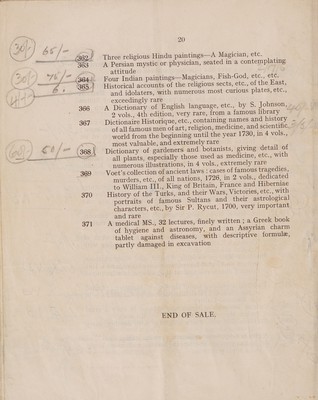 20
30/- 65/- 362 Three religious Hindu paintings—A Magician, etc.
363 A Persian mystic or physician, seated in a contemplating
attitude
30/- 75/- 364 Four Indian paintings—Magicians, Fish-God, etc., etc.
365 Historical accounts of the religious sects, etc., of the East,
and idolaters, with numerous most curious plates, etc.,
exceedingly rare
366 A Dictionary of English language, etc., by S. Johnson,
2 vols., 4th edition, very rare, from a famous library
367 Dictionaire Historique, etc., containing names and history
of all famous men of art, religion, medicine, and scientific
world from the beginning until the year 1730, in 4 vols.,
most valuable, and extremely rare
60/- 368 Dictionary of gardeners and botanists, giving detail of
all plants, especially those used as medicine, etc., with
numerous illustrations, in 4 vols., extremely rare
369 Voet's collection of ancient laws: cases of famous tragedies,
murders, etc., of all nations, 1726, in 2 vols., dedicated
to William III., King of Britain, France and Hiberniae
370 History of the Turks, and their Wars, Victories, etc., with
portraits of famous Sultans and their astrological
characters, etc., by Sir P. Rycut, 1700, very important
and rare
371 A medical MS., 32 lectures, finely written; a Greek book
of hygiene and astronomy, and an Assyrian charm
tablet against diseases, with descriptive formulæ,
partly damaged in excavation
END OF SALE.